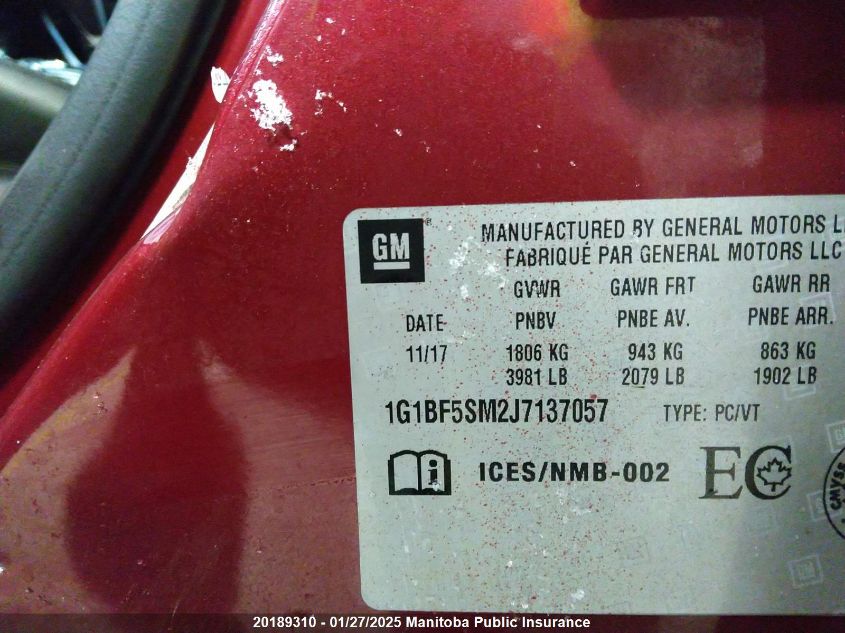 GM
MANUFACTURED BY GENERAL MOTORS
FABRIQUÉ PAR GENERAL MOTORS LLC
GVWR GAWR FRT GAWR RR
DATE PNBV PNBE AV. PNBE ARR.
11/17 1806 KG 943 KG 863 KG
3981 LB 2079 LB 1902 LB
1G1BF5SM2J7137057 TYPE: PC/VT
i ICES/NMB-002 EC
20189310 - 01/27/2025 Manitoba Public Insurance